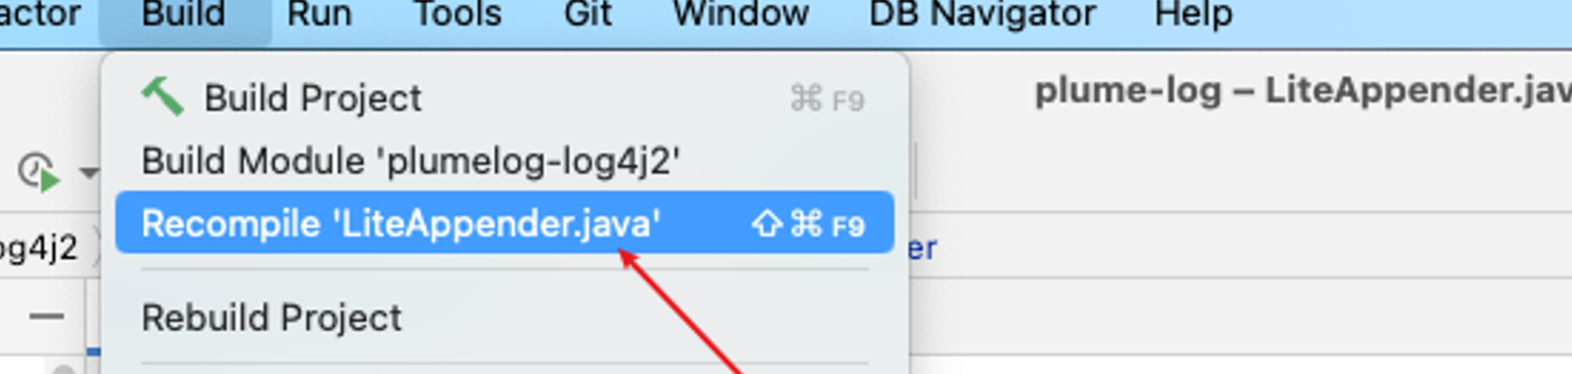 actor Build Run Tools Git Window DB Navigator Help
Build Project ⌘ F9
plume-log – LiteAppender.jav
Build Module 'plumelog-log4j2'
Recompile 'LiteAppender.java' ⇧⌘ F9
og4j2
er
Rebuild Project